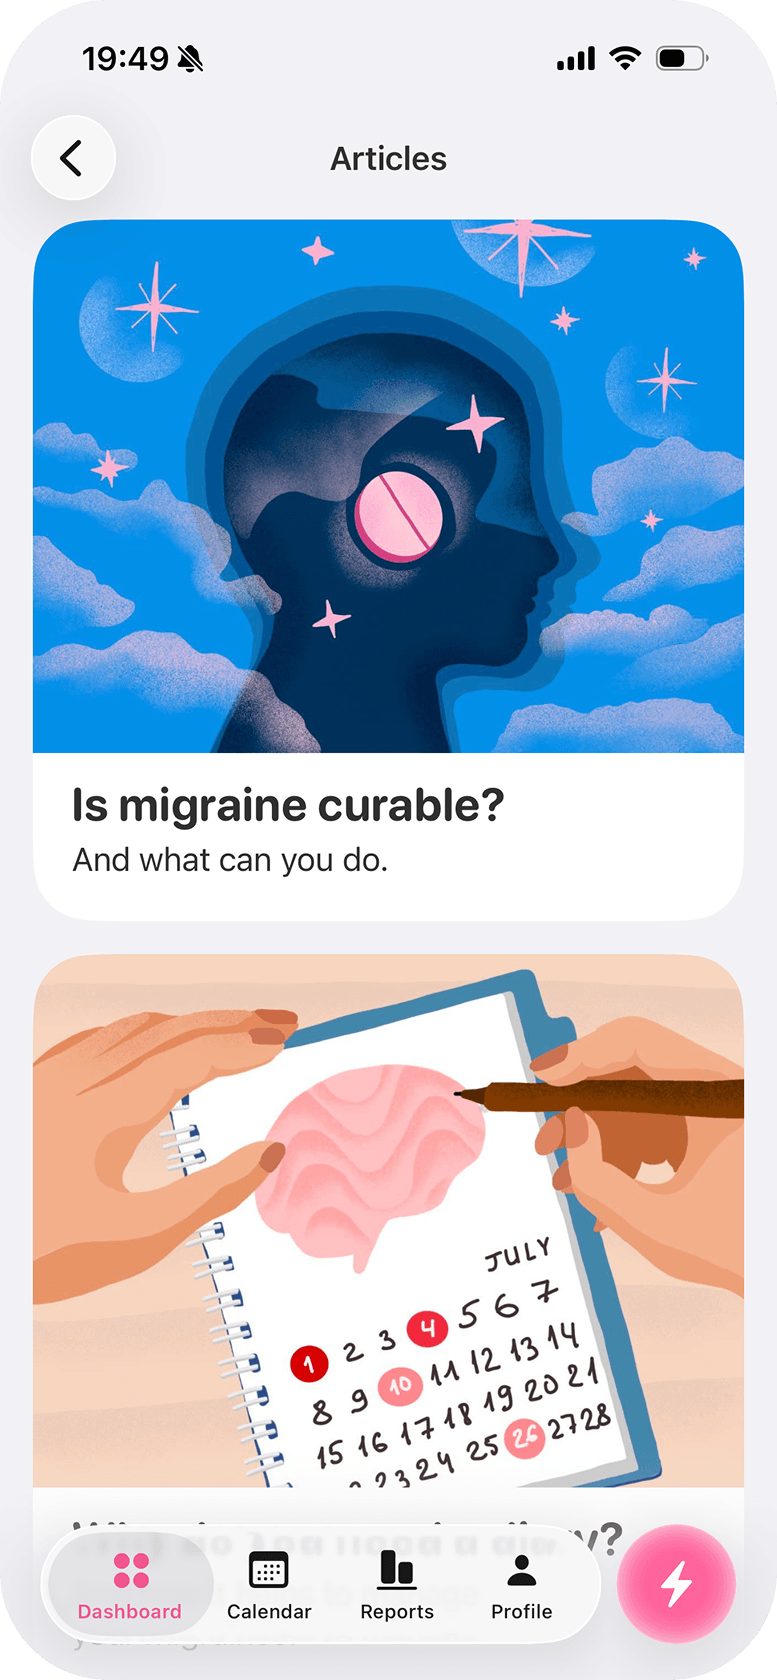 19:49
Articles
Is migraine curable?
And what can you do.
JULY
1 2 3 4 5 6 7
8 9 10 11 12 13 14
15 16 17 18 19 20 21
23 24 25 26 27 28
Dashboard
Calendar
Reports
Profile